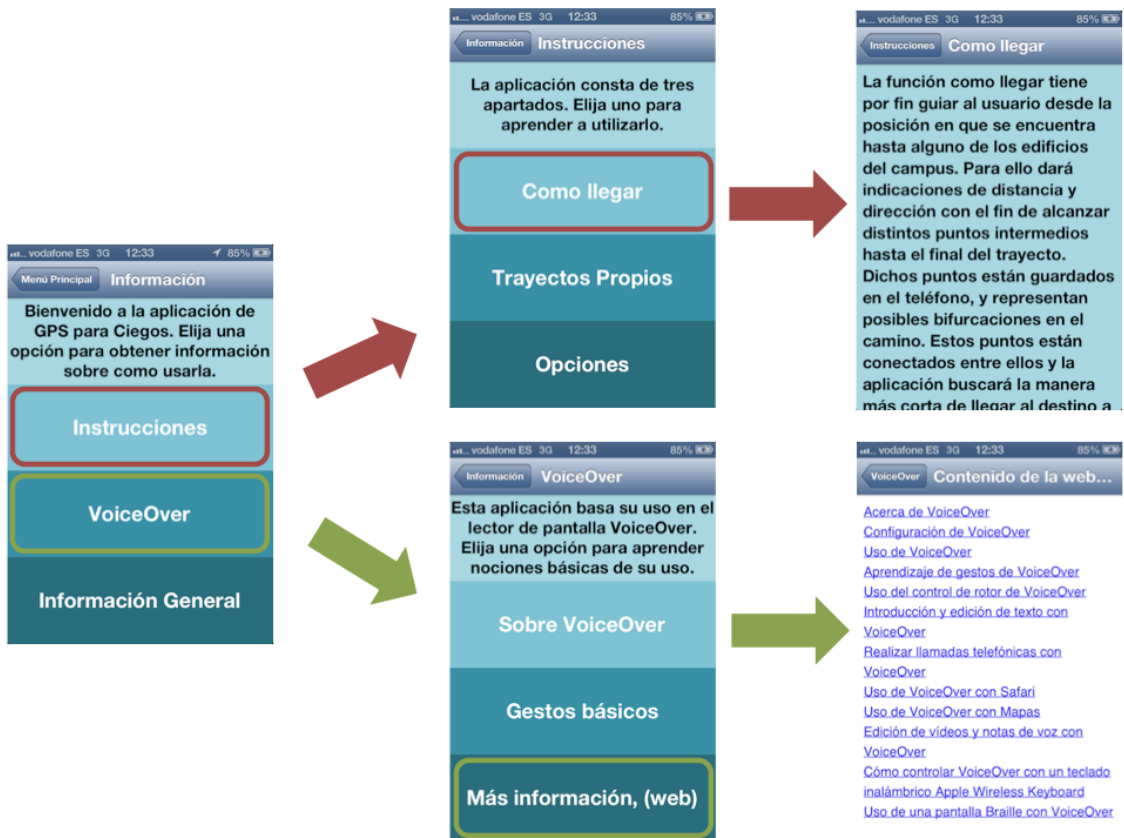 vodafone ES 3G 12:33 85%
Menú Principal Información
Bienvenido a la aplicación de
GPS para Ciegos. Elija una
opción para obtener información
sobre como usarla.
Instrucciones
VoiceOver
Información General
vodafone ES 3G 12:33 85%
Información Instrucciones
La aplicación consta de tres
apartados. Elija uno para
aprender a utilizarlo.
Como llegar
Trayectos Propios
Opciones
vodafone ES 3G 12:33 85%
Instrucciones Como llegar
La función como llegar tiene
por fin guiar al usuario desde la
posición en que se encuentra
hasta alguno de los edificios
del campus. Para ello dará
indicaciones de distancia y
dirección con el fin de alcanzar
distintos puntos intermedios
hasta el final del trayecto.
Dichos puntos están guardados
en el teléfono, y representan
posibles bifurcaciones en el
camino. Estos puntos están
conectados entre ellos y la
aplicación buscará la manera
más corta de llegar al destino a
vodafone ES 3G 12:33 85%
Información VoiceOver
Esta aplicación basa su uso en el
lector de pantalla VoiceOver.
Elija una opción para aprender
nociones básicas de su uso.
Sobre VoiceOver
Gestos básicos
Más información, (web)
vodafone ES 3G 12:33 85%
VoiceOver Contenido de la web...
Acerca de VoiceOver
Configuración de VoiceOver
Uso de VoiceOver
Aprendizaje de gestos de VoiceOver
Uso del control de rotor de VoiceOver
Introducción y edición de texto con
VoiceOver
Realizar llamadas telefónicas con
VoiceOver
Uso de VoiceOver con Safari
Uso de VoiceOver con Mapas
Edición de vídeos y notas de voz con
VoiceOver
Cómo controlar VoiceOver con un teclado
inalámbrico Apple Wireless Keyboard
Uso de una pantalla Braille con VoiceOver